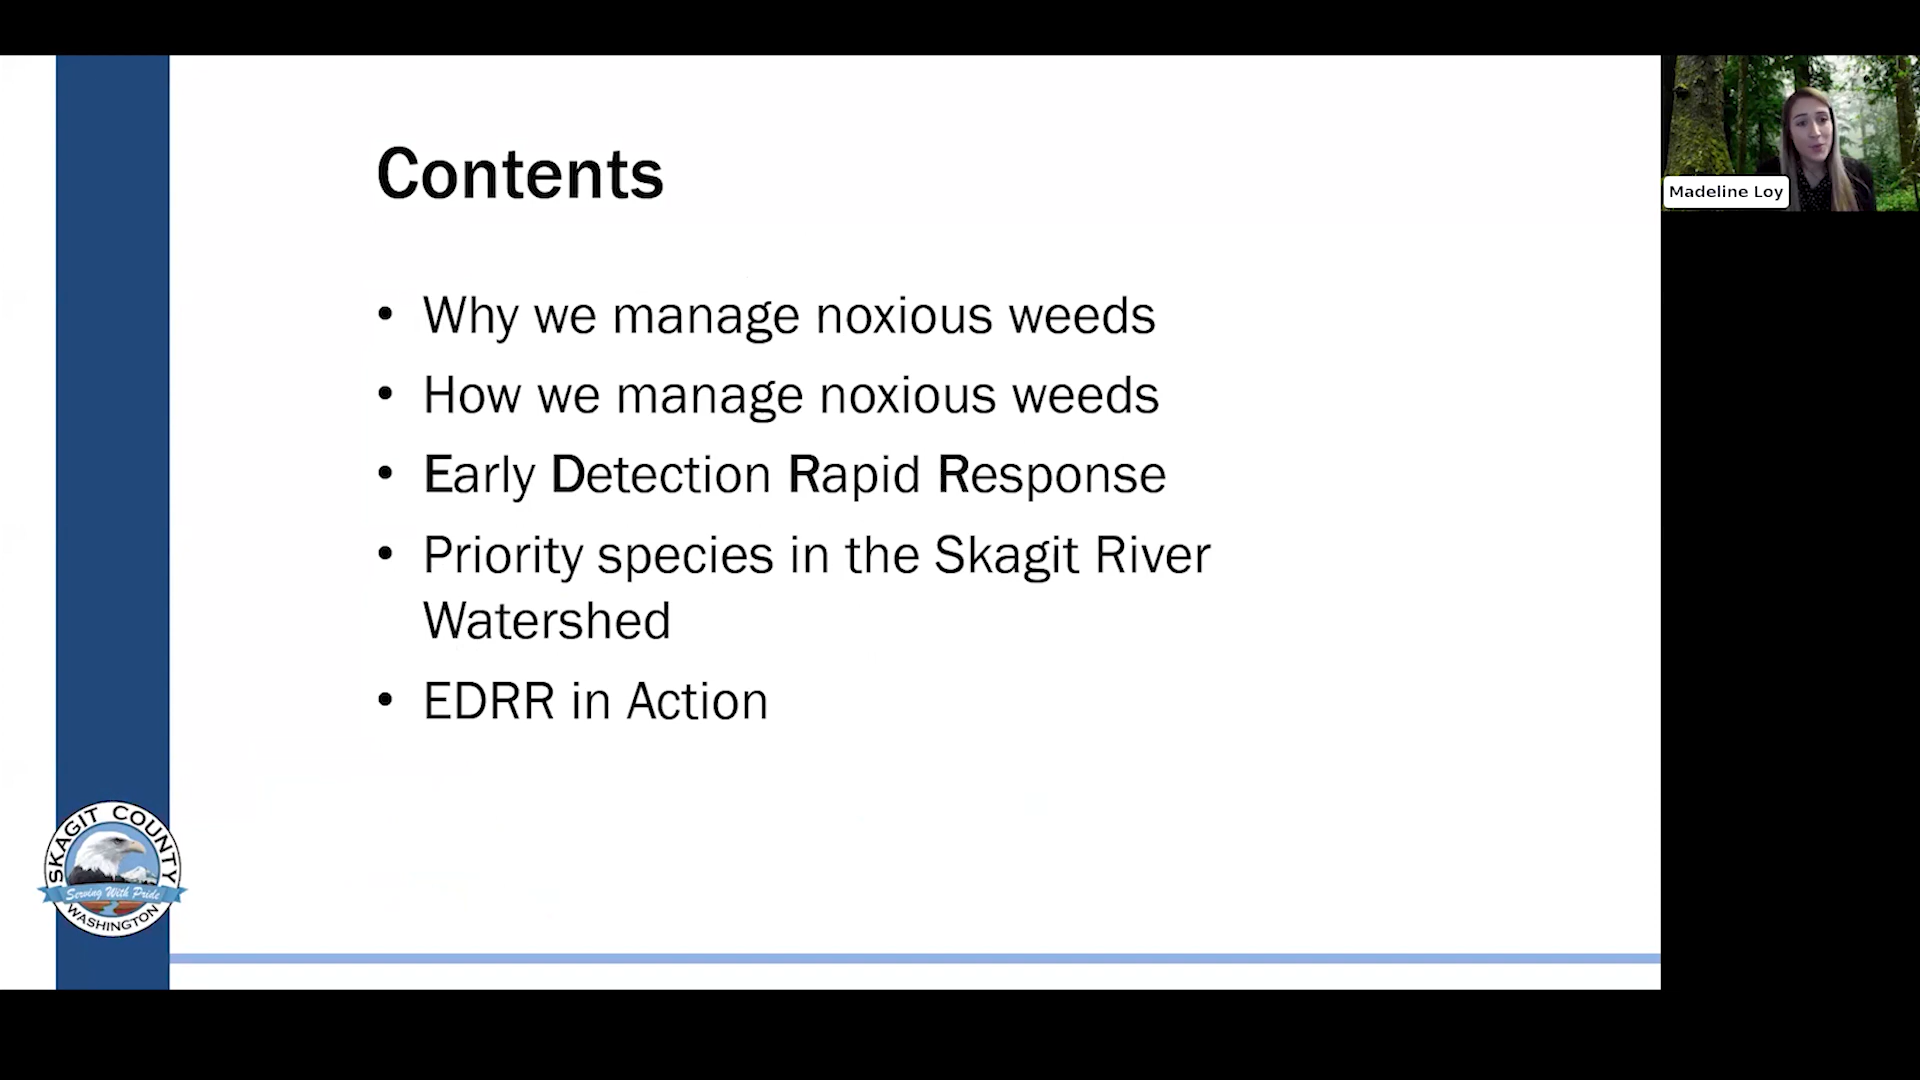 Contents
• Why we manage noxious weeds
• How we manage noxious weeds
• Early Detection Rapid Response
• Priority species in the Skagit River
Watershed
• EDRR in Action
Madeline Loy
SKAGIT COUNTY
Serving With Pride
WASHINGTON